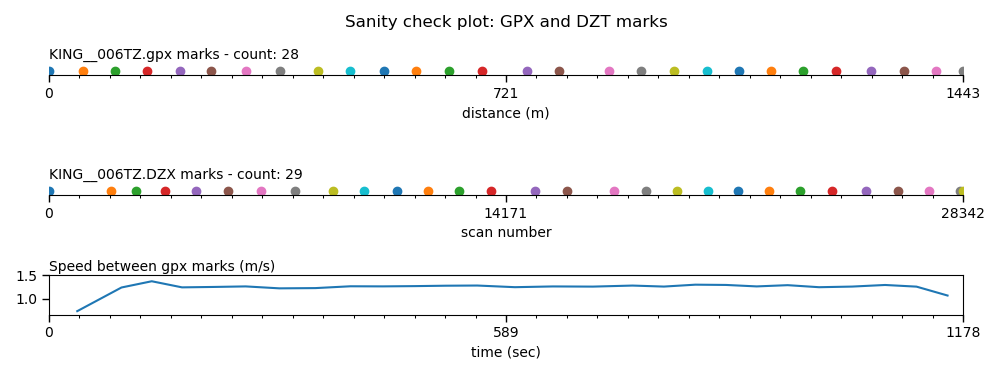 Sanity check plot: GPX and DZT marks
KING__006TZ.gpx marks - count: 28
0 721 1443
distance (m)
KING__006TZ.DZX marks - count: 29
0 14171 28342
scan number
Speed between gpx marks (m/s)
1.5
1.0
0 589 1178
time (sec)